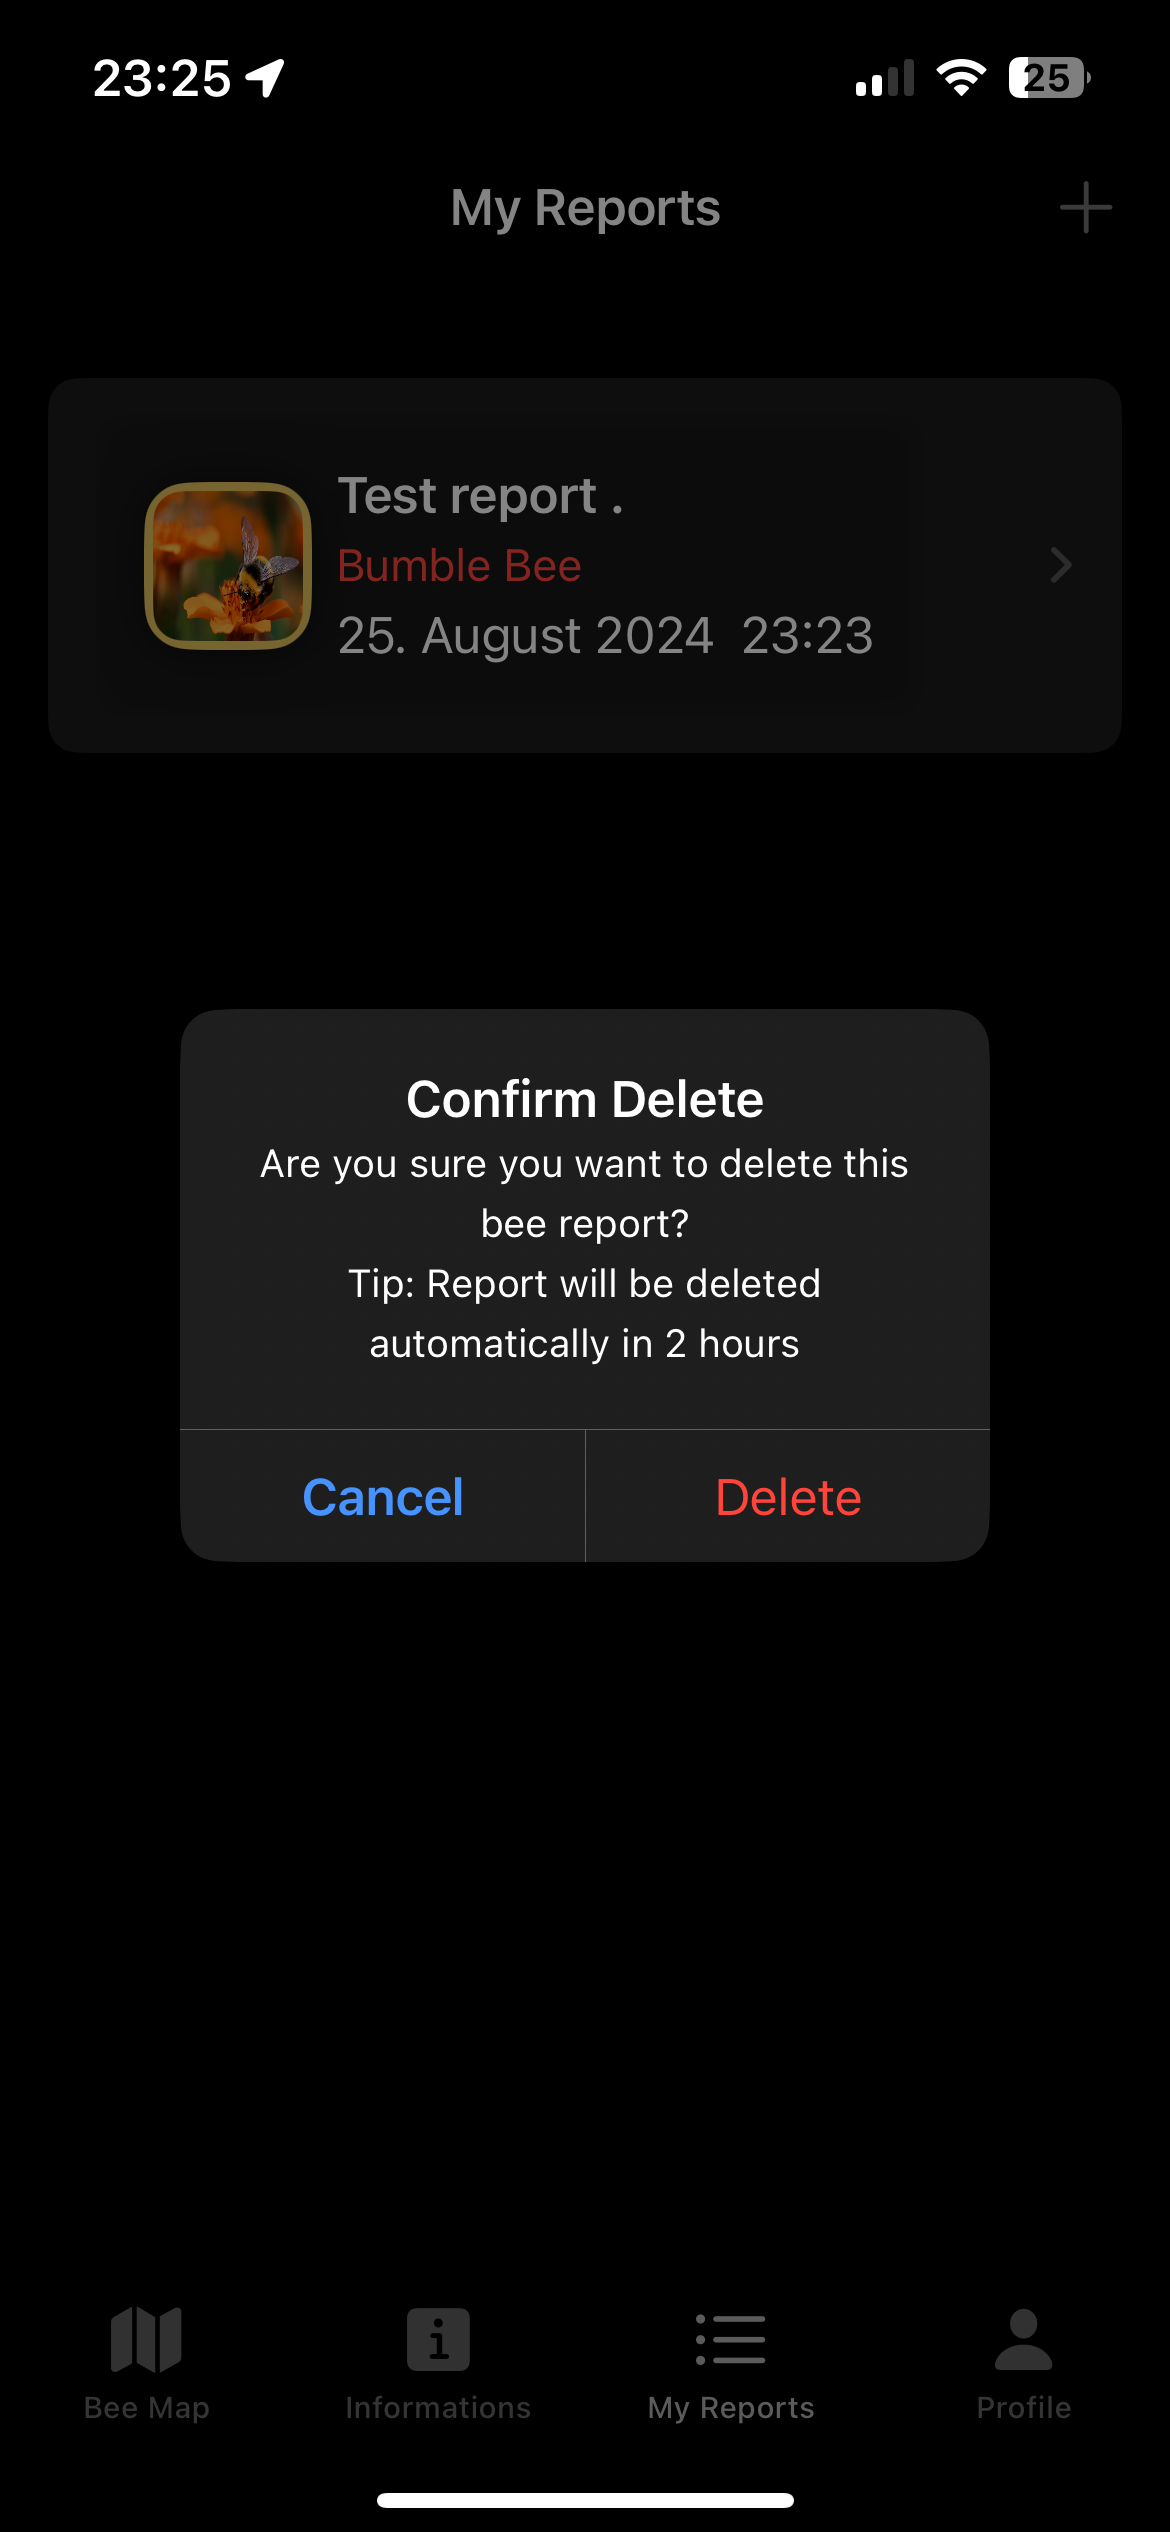 23:25
25
My Reports
Test report .
Bumble Bee
25. August 2024  23:23
Confirm Delete
Are you sure you want to delete this
bee report?
Tip: Report will be deleted
automatically in 2 hours
Cancel
Delete
Bee Map
Informations
My Reports
Profile